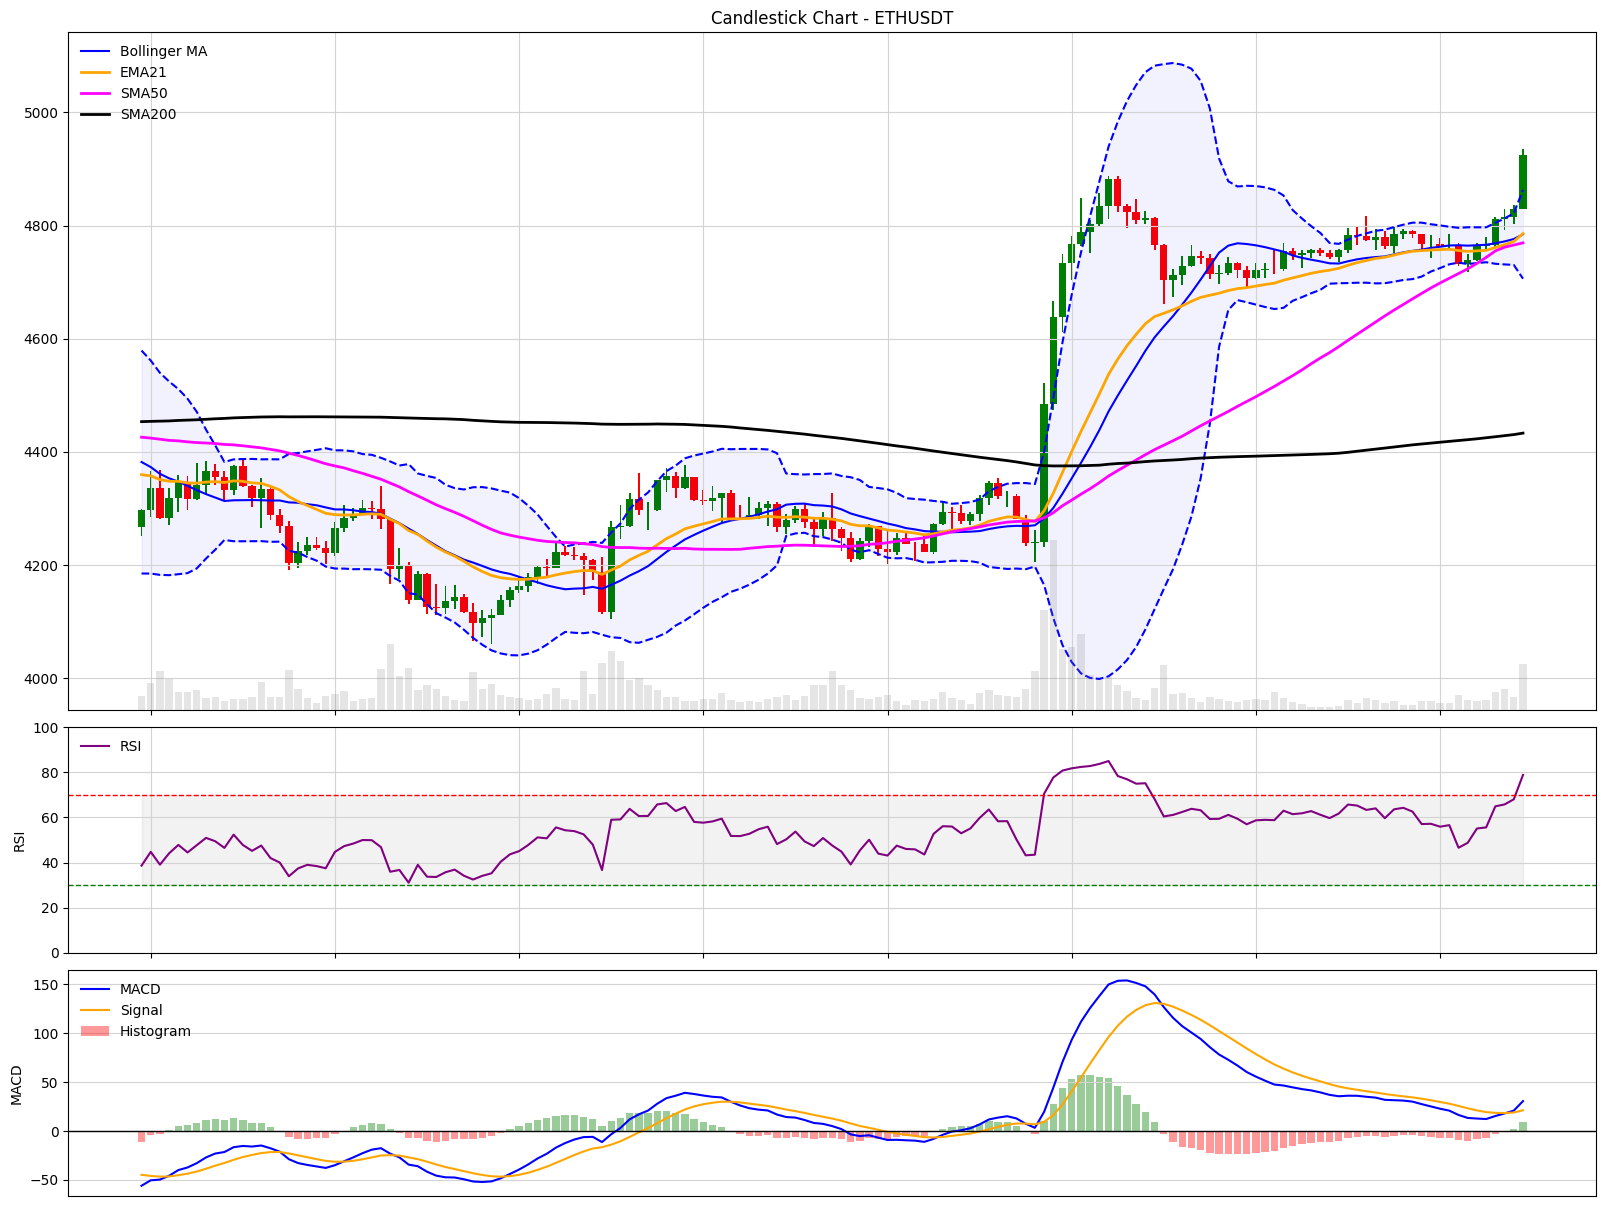 Candlestick Chart - ETHUSDT
Bollinger MA
EMA21
SMA50
SMA200
5000
4800
4600
4400
4200
4000
RSI
100
80
60
40
20
0
RSI
MACD
Signal
Histogram
150
100
50
0
−50
MACD